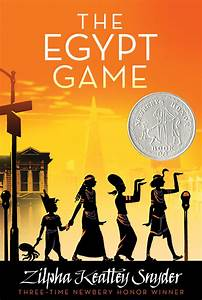 THE
EGYPT
GAME
Zilpha Keatley Snyder
THREE-TIME NEWBERY HONOR WINNER